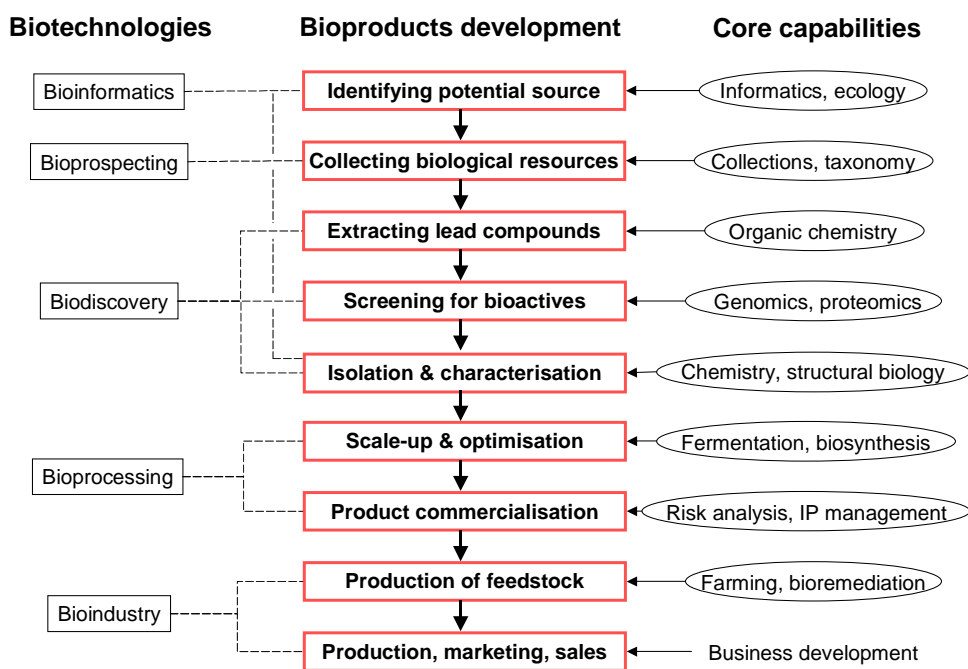 Biotechnologies Bioproducts development Core capabilities
Bioinformatics Identifying potential source Informatics, ecology
Bioprospecting Collecting biological resources Collections, taxonomy
Extracting lead compounds Organic chemistry
Biodiscovery Screening for bioactives Genomics, proteomics
Isolation & characterisation Chemistry, structural biology
Scale-up & optimisation Fermentation, biosynthesis
Bioprocessing
Product commercialisation Risk analysis, IP management
Production of feedstock Farming, bioremediation
Bioindustry
Production, marketing, sales Business development